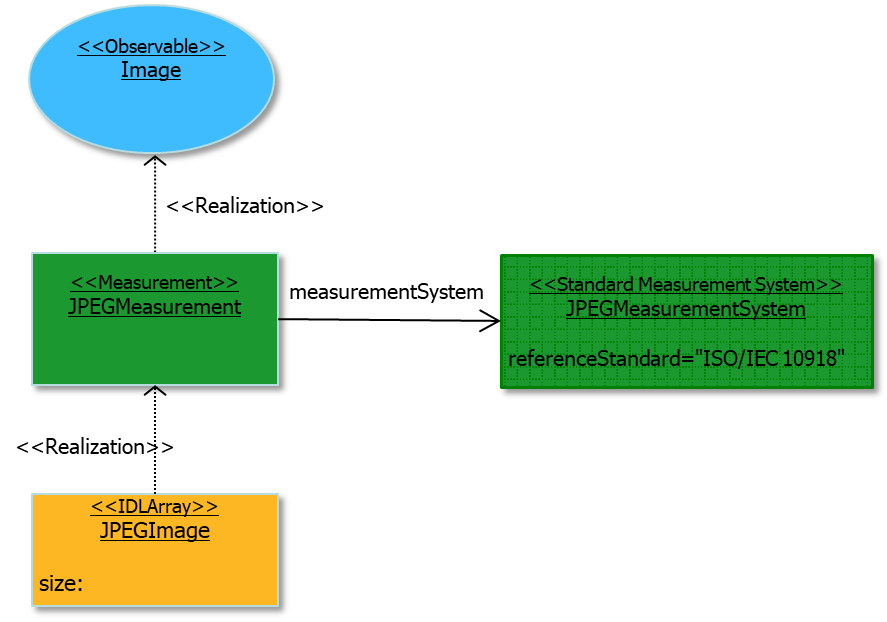 <<Observable>>
Image
<<Realization>>
<<Measurement>>
JPEGMeasurement
measurementSystem
<<Standard Measurement System>>
JPEGMeasurementSystem
referenceStandard="ISO/IEC 10918"
<<Realization>>
<<IDLArray>>
JPEGImage
size: